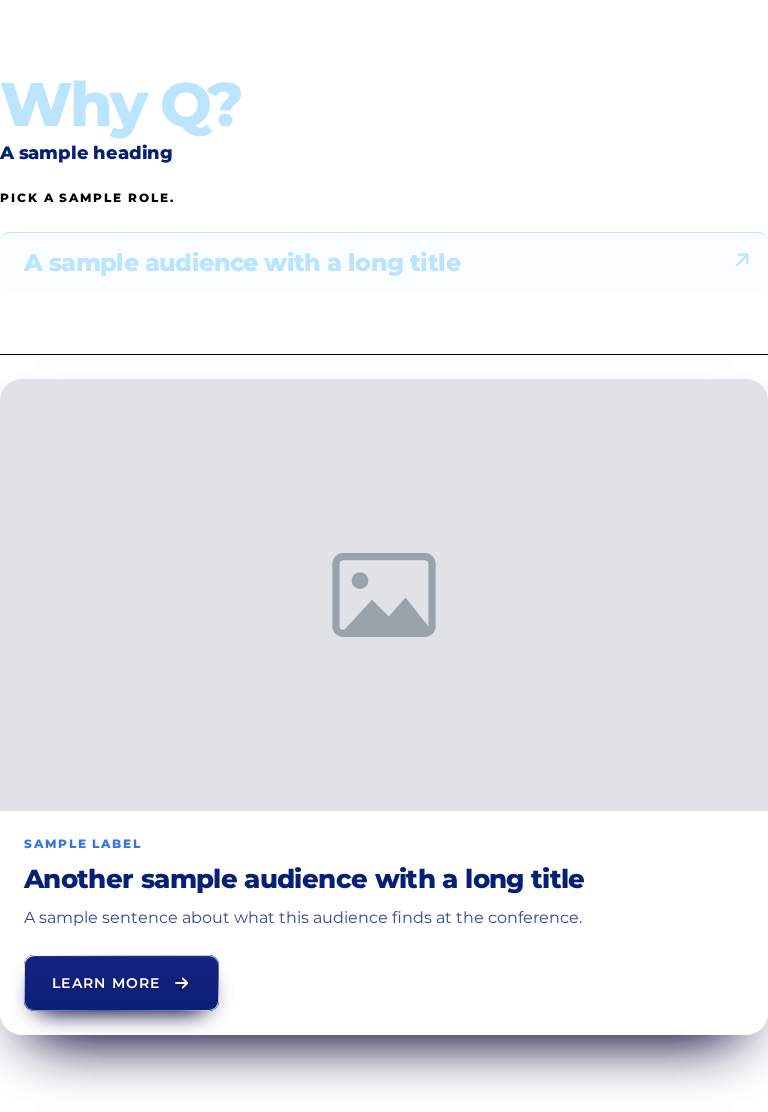 Why Q?
A sample heading
PICK A SAMPLE ROLE.
A sample audience with a long title
SAMPLE LABEL
Another sample audience with a long title
A sample sentence about what this audience finds at the conference.
LEARN MORE